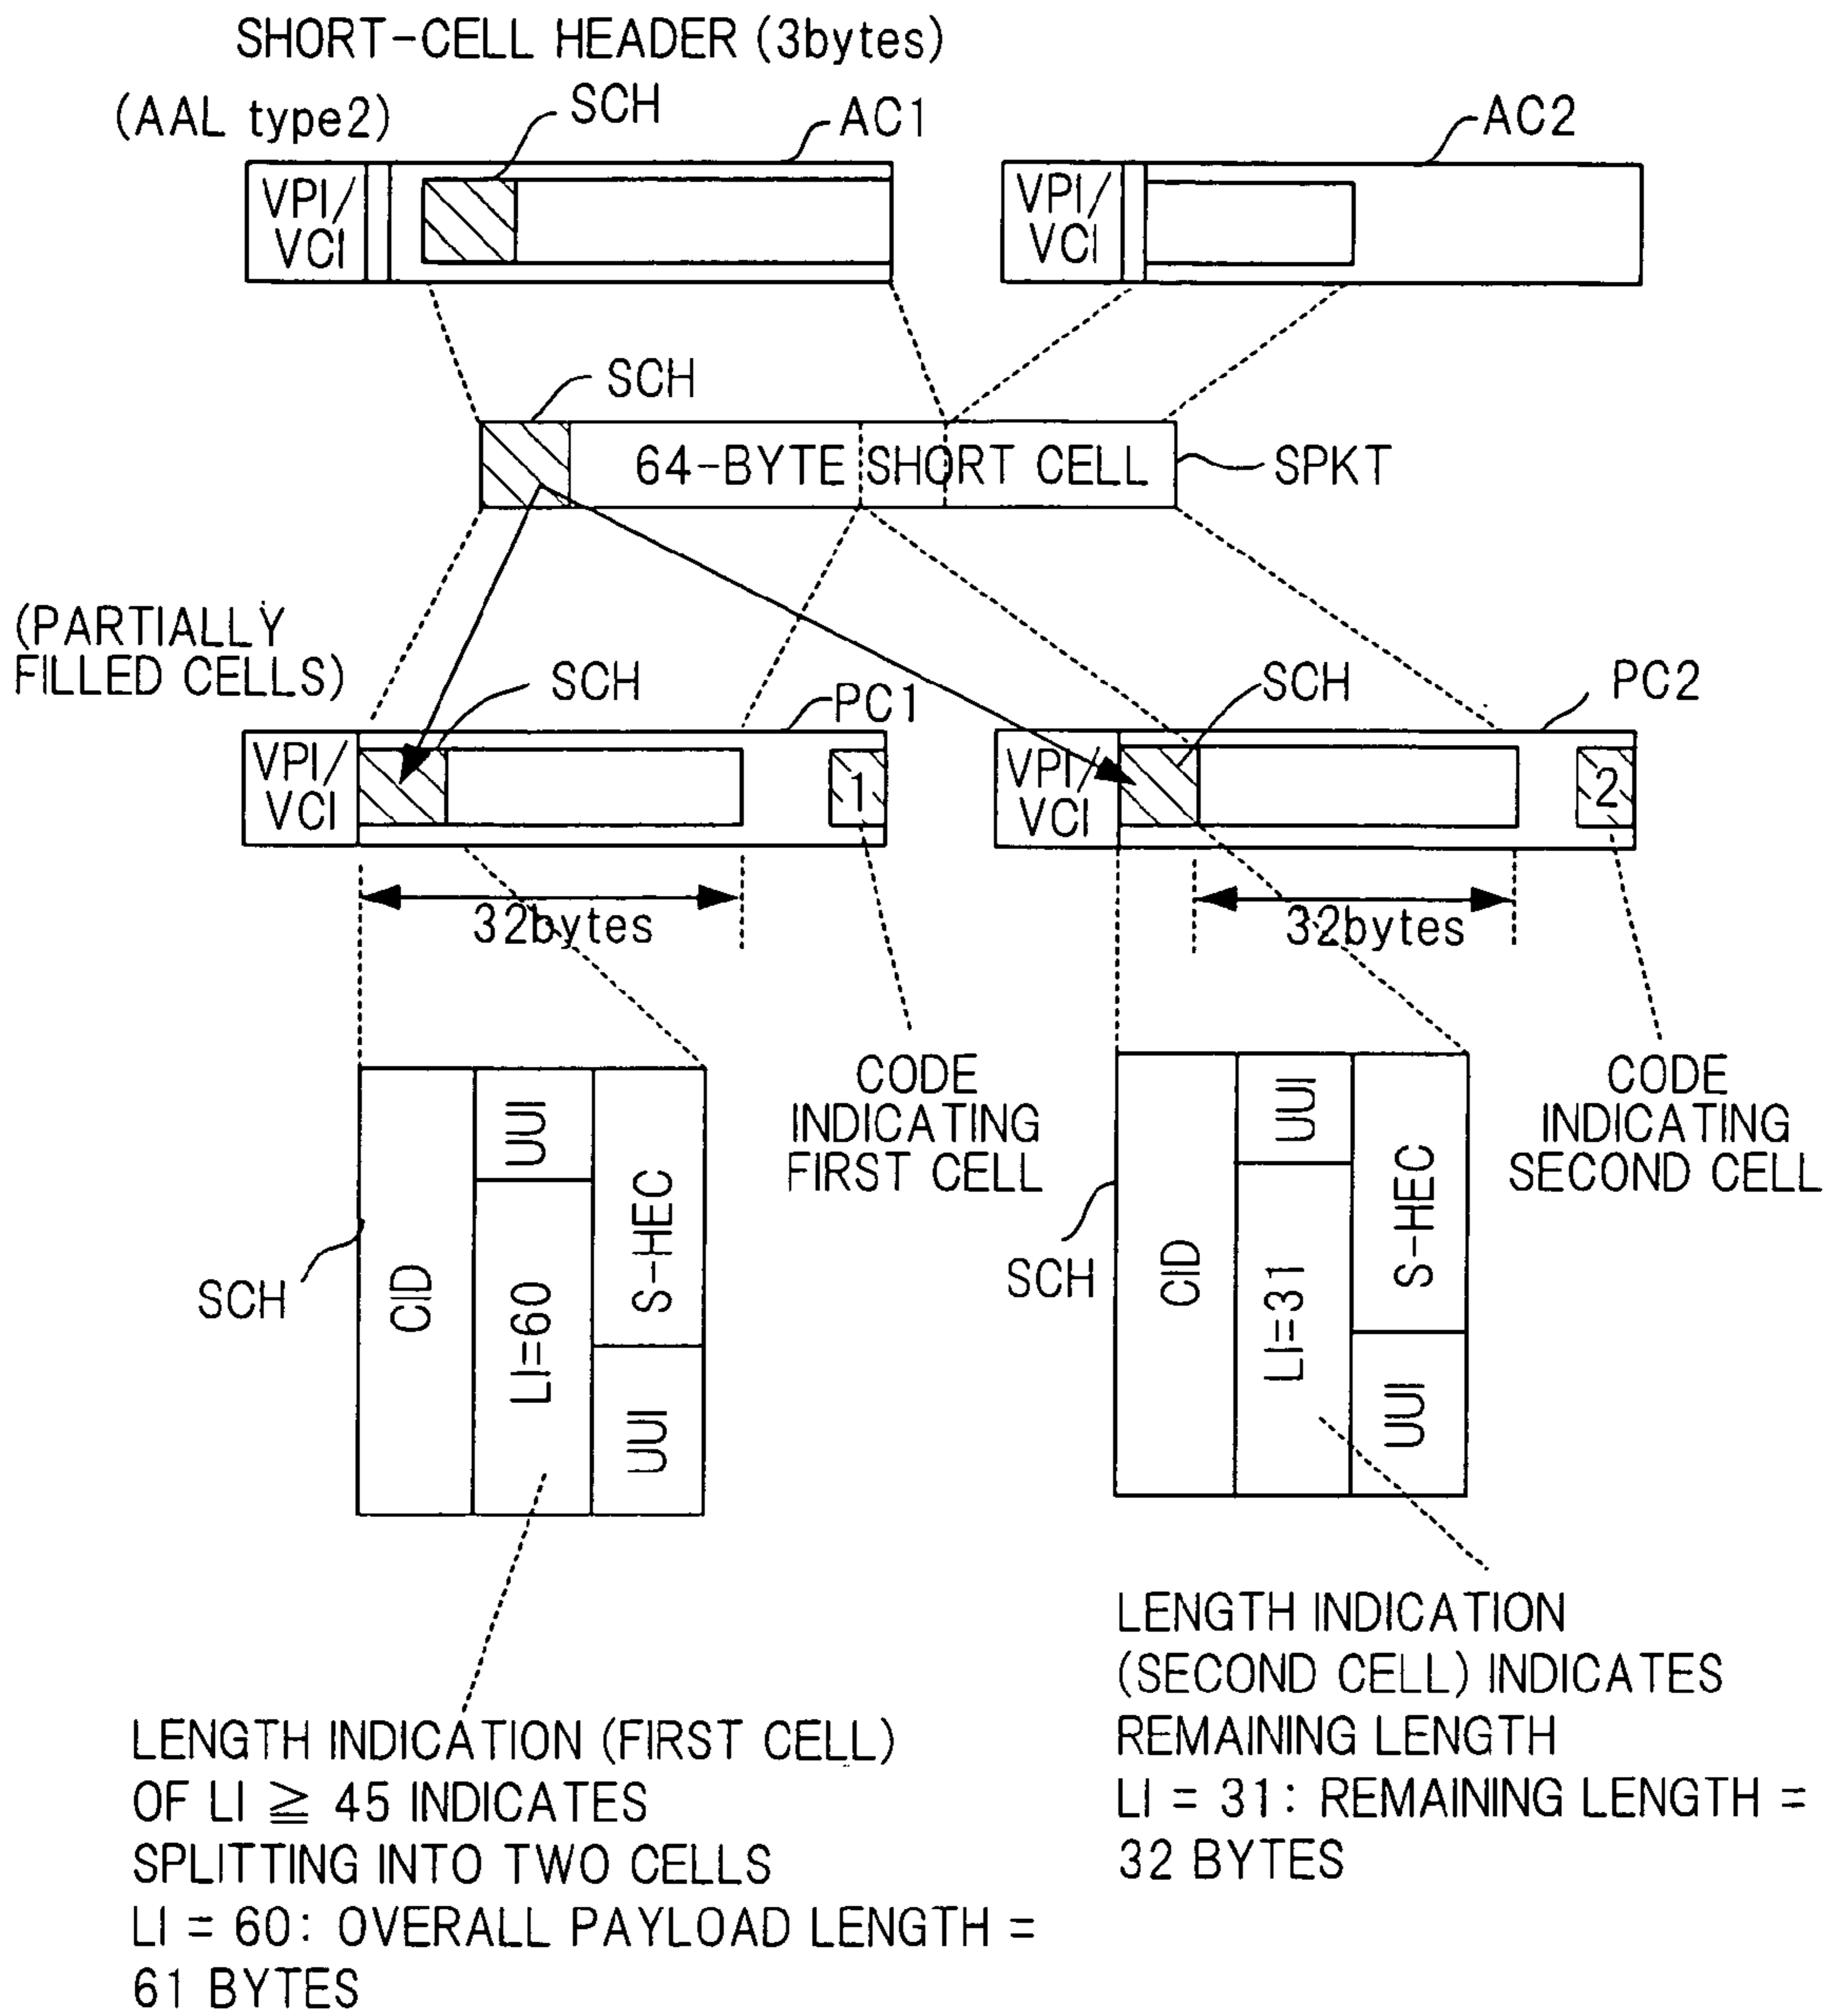 SHORT-CELL HEADER (3bytes)
(AAL type2)
SCH
AC1
AC2
VPI/
VCI
VPI/
VCI
SCH
64-BYTE SHORT CELL
SPKT
(PARTIALLY
FILLED CELLS)
SCH
PC1
SCH
PC2
VPI/
VCI
1
VPI/
VCI
2
32bytes
32bytes
CODE
INDICATING
FIRST CELL
CODE
INDICATING
SECOND CELL
SCH
CID
UUI
LI=60
S-HEC
UUI
SCH
CID
UUI
LI=31
S-HEC
UUI
LENGTH INDICATION (FIRST CELL)
OF LI ≧ 45 INDICATES
SPLITTING INTO TWO CELLS
LI = 60: OVERALL PAYLOAD LENGTH =
61 BYTES
LENGTH INDICATION
(SECOND CELL) INDICATES
REMAINING LENGTH
LI = 31: REMAINING LENGTH =
32 BYTES